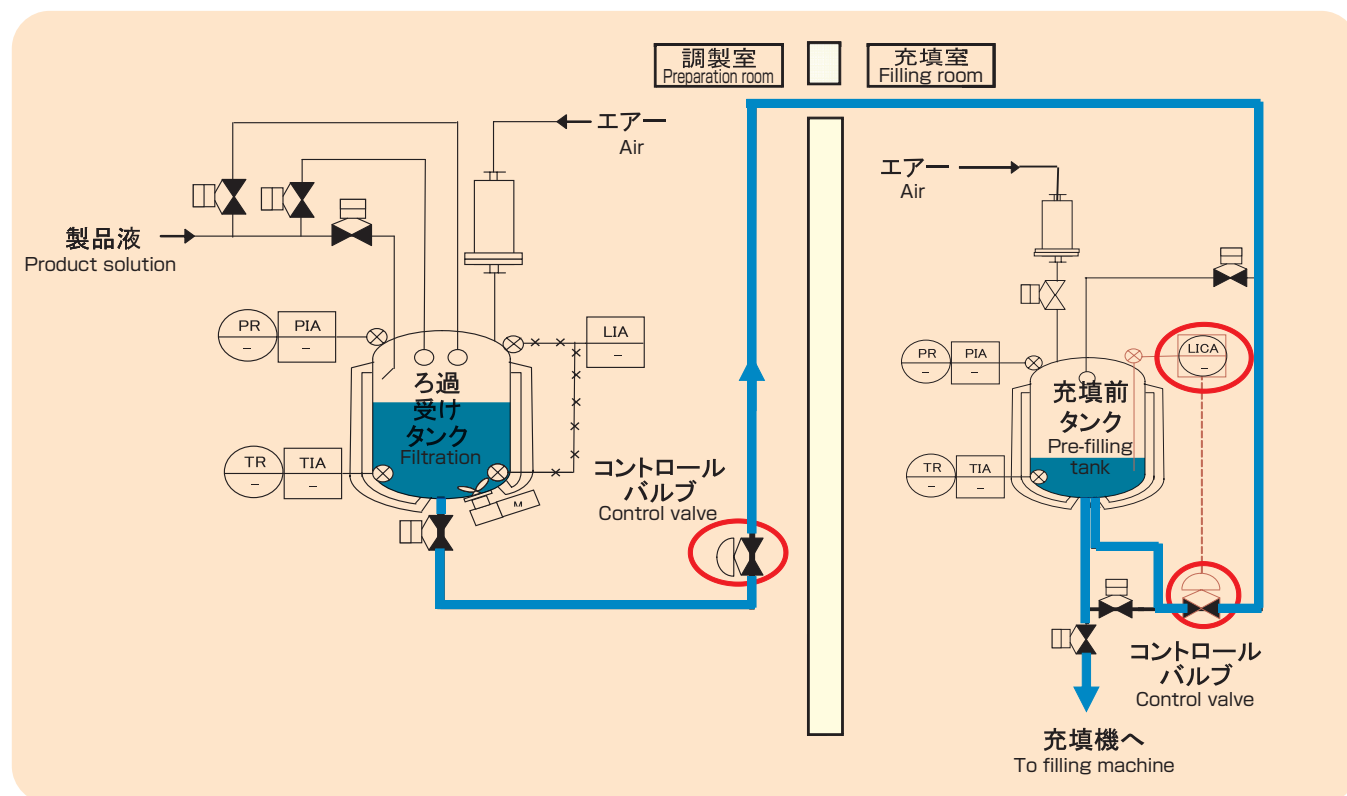 調製室
Preparation room
充填室
Filling room
エアー
Air
エアー
Air
製品液
Product solution
PR
PIA
–
LIA
–
ろ過
受け
タンク
Filtration
TR
TIA
–
M
コントロール
バルブ
Control valve
PR
PIA
–
LICA
–
充填前
タンク
Pre-filling
tank
TR
TIA
–
コントロール
バルブ
Control valve
充填機へ
To filling machine